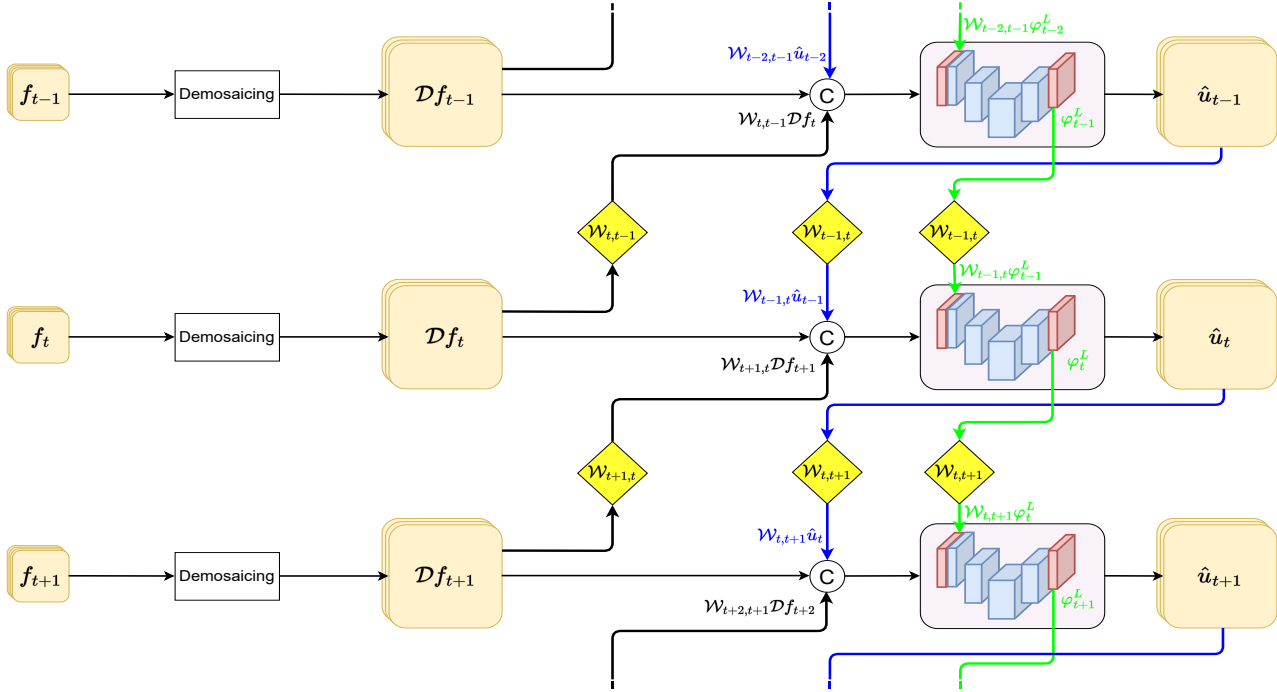 𝒲_{t−2,t−1}φ^L_{t−2}
𝒲_{t−2,t−1}û_{t−2}
f_{t−1}
Demosaicing
𝒟f_{t−1}
C
û_{t−1}
𝒲_{t,t−1}𝒟f_t
φ^L_{t−1}
𝒲_{t,t−1}
𝒲_{t−1,t}
𝒲_{t−1,t}
𝒲_{t−1,t}φ^L_{t−1}
𝒲_{t−1,t}û_{t−1}
f_t
Demosaicing
𝒟f_t
C
û_t
𝒲_{t+1,t}𝒟f_{t+1}
φ^L_t
𝒲_{t+1,t}
𝒲_{t,t+1}
𝒲_{t,t+1}
𝒲_{t,t+1}φ^L_t
𝒲_{t,t+1}û_t
f_{t+1}
Demosaicing
𝒟f_{t+1}
C
û_{t+1}
𝒲_{t+2,t+1}𝒟f_{t+2}
φ^L_{t+1}